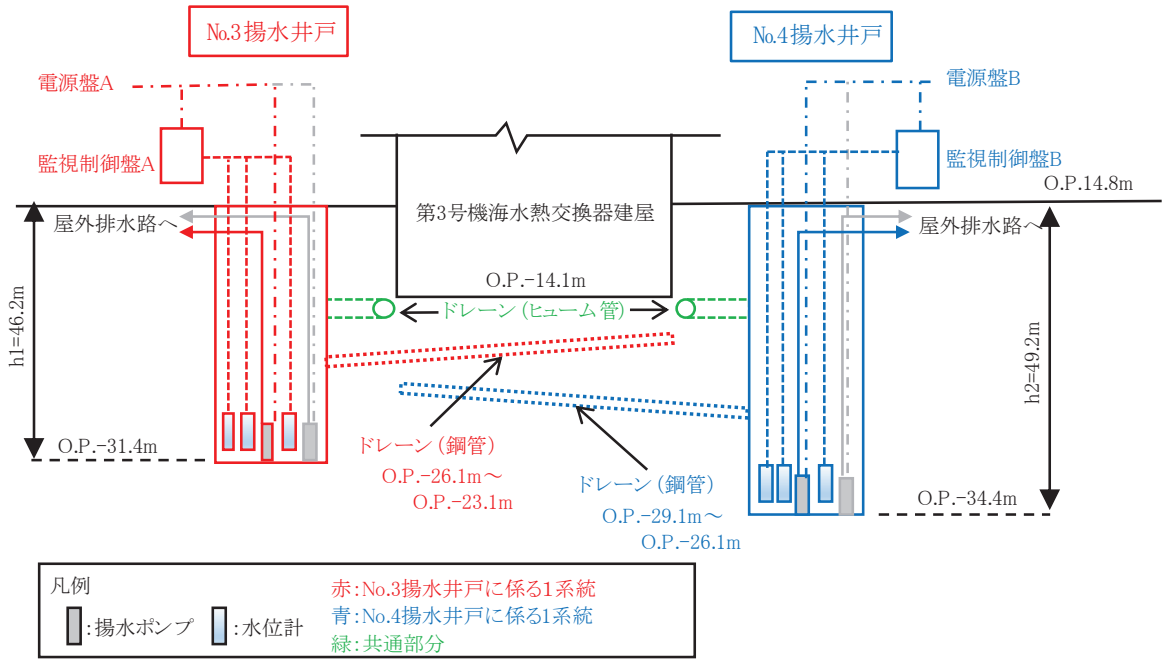 No.3揚水井戸
No.4揚水井戸
電源盤A
電源盤B
監視制御盤A
監視制御盤B
O.P.14.8m
屋外排水路へ
第3号機海水熱交換器建屋
屋外排水路へ
O.P.-14.1m
ドレーン(ヒューム管)
h1=46.2m
h2=49.2m
O.P.-31.4m
ドレーン(鋼管)
O.P.-26.1m～
O.P.-23.1m
ドレーン(鋼管)
O.P.-29.1m～
O.P.-26.1m
O.P.-34.4m
凡例
:揚水ポンプ
:水位計
赤:No.3揚水井戸に係る1系統
青:No.4揚水井戸に係る1系統
緑:共通部分